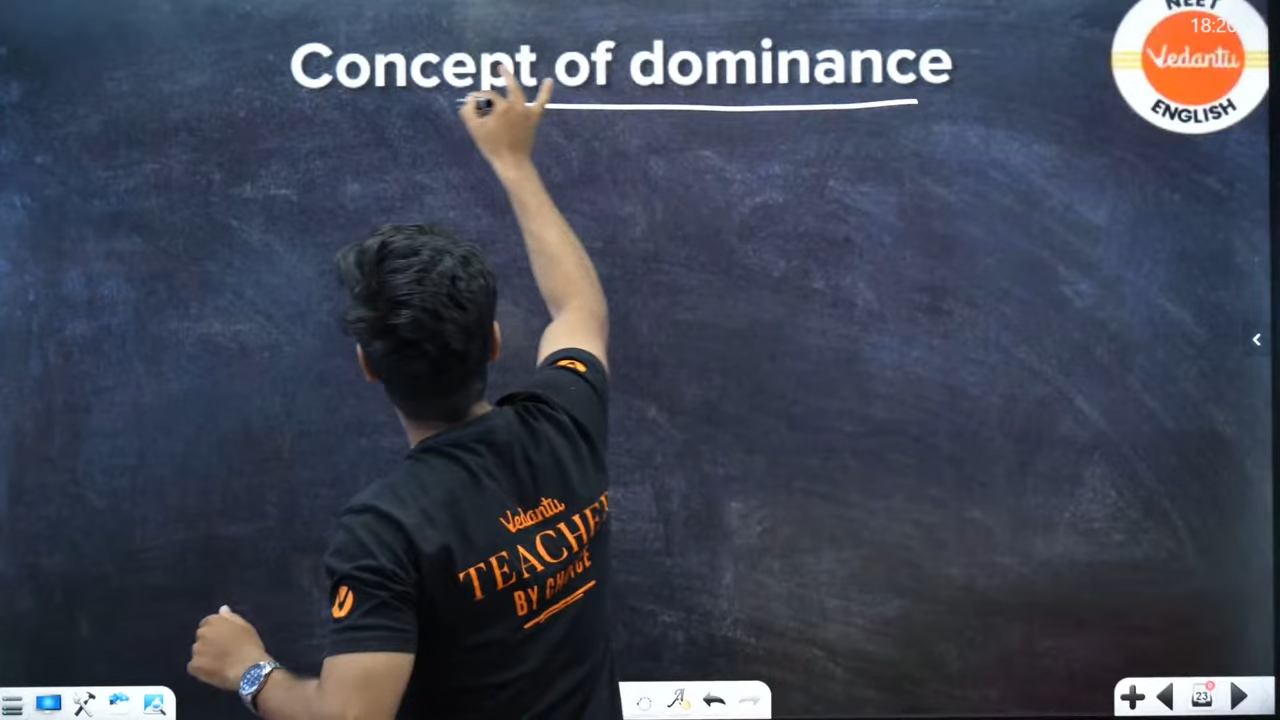 Concept of dominance
NEET
18:20
Vedantu
ENGLISH
Vedantu
TEACHER
BY CHOICE
23